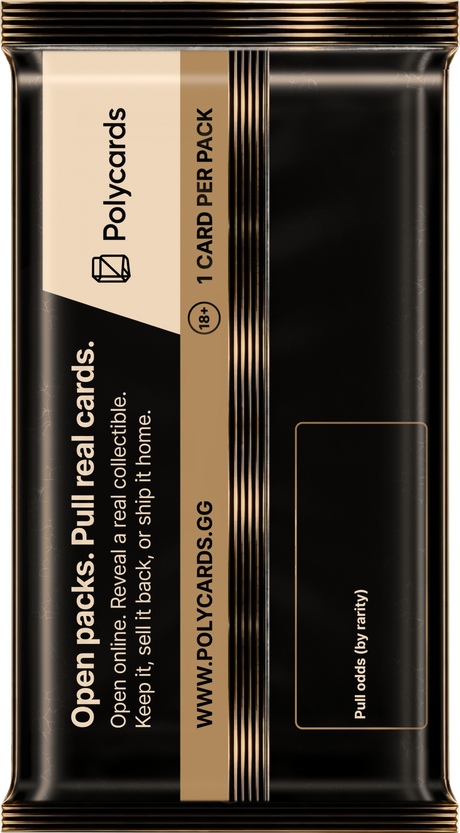 Polycards
Open packs. Pull real cards.
Open online. Reveal a real collectible.
Keep it, sell it back, or ship it home.
WWW.POLYCARDS.GG
18+
1 CARD PER PACK
Pull odds (by rarity)